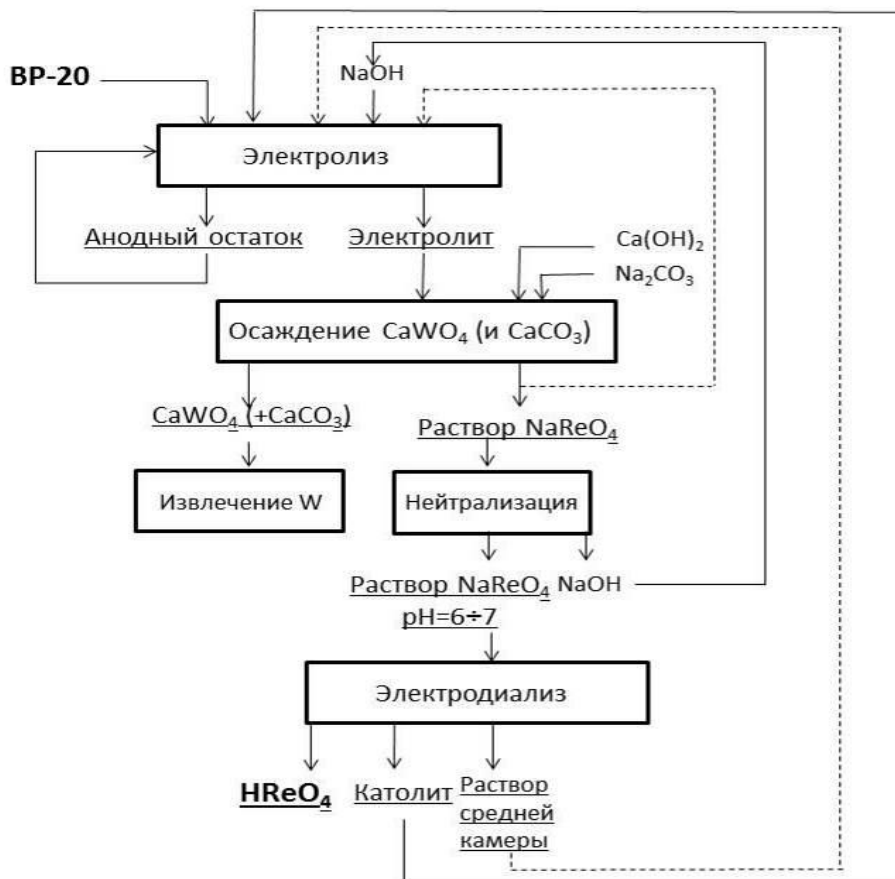 NaOH
ВР-20
Электролиз
Анодный остаток
Электролит
Ca(OH)₂
Na₂CO₃
Осаждение CaWO₄ (и CaCO₃)
CaWO₄ (+CaCO₃)
Раствор NaReO₄
Извлечение W
Нейтрализация
Раствор NaReO₄ NaOH
pH=6÷7
Электродиализ
HReO₄
Католит
Раствор
средней
камеры